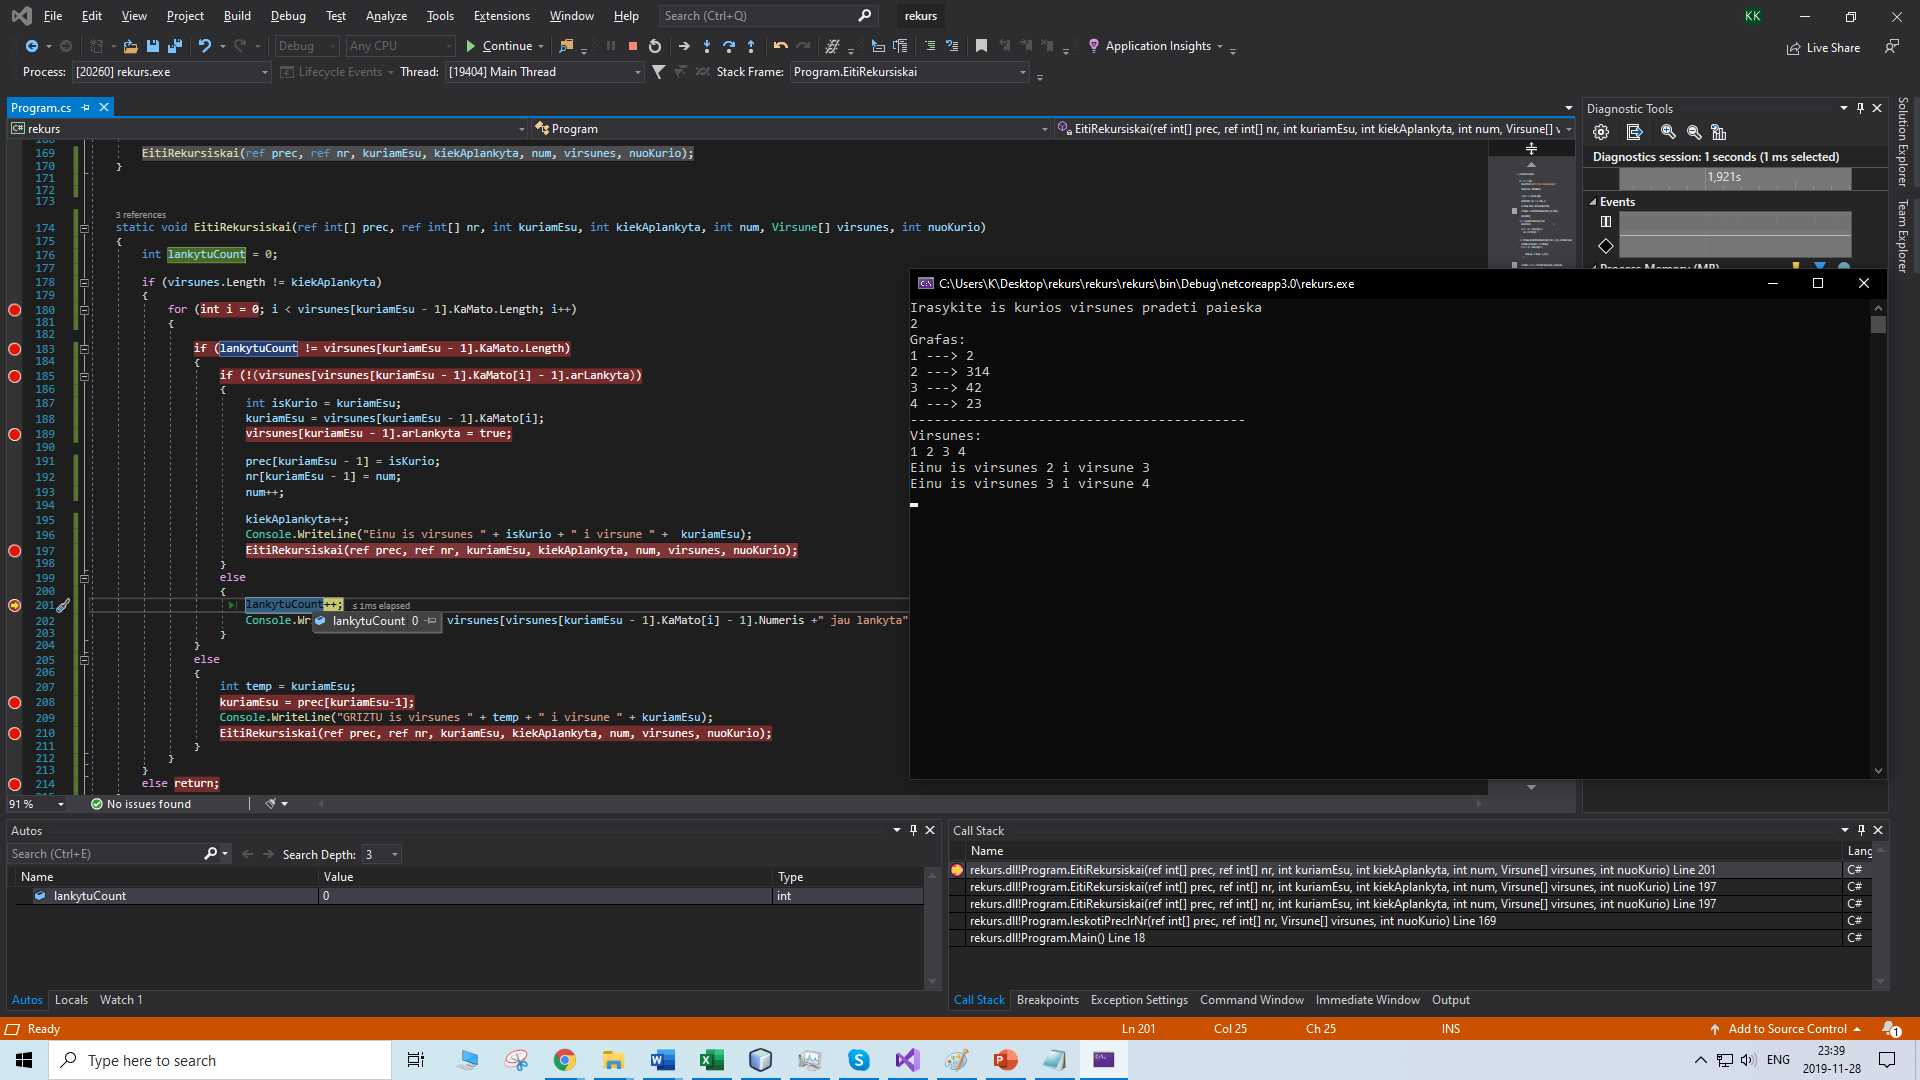 File Edit View Project Build Debug Test Analyze Tools Extensions Window Help Search (Ctrl+Q) rekurs KK
Debug Any CPU Continue Application Insights Live Share
Process: [20260] rekurs.exe Lifecycle Events Thread: [19404] Main Thread Stack Frame: Program.EitiRekursiskai
Program.cs
rekurs Program EitiRekursiskai(ref int[] prec, ref int[] nr, int kuriamEsu, int kiekAplankyta, int num, Virsune[] v
169 EitiRekursiskai(ref prec, ref nr, kuriamEsu, kiekAplankyta, num, virsunes, nuoKurio);
170 }
171
172
173
3 references
174 static void EitiRekursiskai(ref int[] prec, ref int[] nr, int kuriamEsu, int kiekAplankyta, int num, Virsune[] virsunes, int nuoKurio)
175 {
176 int lankytuCount = 0;
177
178 if (virsunes.Length != kiekAplankyta)
179 {
180 for (int i = 0; i < virsunes[kuriamEsu - 1].KaMato.Length; i++)
181 {
182
183 if (lankytuCount != virsunes[kuriamEsu - 1].KaMato.Length)
184 {
185 if (!(virsunes[virsunes[kuriamEsu - 1].KaMato[i] - 1].arLankyta))
186 {
187 int isKurio = kuriamEsu;
188 kuriamEsu = virsunes[kuriamEsu - 1].KaMato[i];
189 virsunes[kuriamEsu - 1].arLankyta = true;
190
191 prec[kuriamEsu - 1] = isKurio;
192 nr[kuriamEsu - 1] = num;
193 num++;
194
195 kiekAplankyta++;
196 Console.WriteLine("Einu is virsunes " + isKurio + " i virsune " + kuriamEsu);
197 EitiRekursiskai(ref prec, ref nr, kuriamEsu, kiekAplankyta, num, virsunes, nuoKurio);
198 }
199 else
200 {
201 lankytuCount++; ≤ 1ms elapsed
202 Console.Wr lankytuCount 0 virsunes[virsunes[kuriamEsu - 1].KaMato[i] - 1].Numeris +" jau lankyta"
203 }
204 }
205 else
206 {
207 int temp = kuriamEsu;
208 kuriamEsu = prec[kuriamEsu-1];
209 Console.WriteLine("GRIZTU is virsunes " + temp + " i virsune " + kuriamEsu);
210 EitiRekursiskai(ref prec, ref nr, kuriamEsu, kiekAplankyta, num, virsunes, nuoKurio);
211 }
212 }
213 }
214 else return;
91 % No issues found
Diagnostic Tools
Diagnostics session: 1 seconds (1 ms selected)
1,921s
Events
Process Memory (MB)
Solution Explorer
Team Explorer
C:\Users\K\Desktop\rekurs\rekurs\rekurs\bin\Debug\netcoreapp3.0\rekurs.exe
Irasykite is kurios virsunes pradeti paieska
2
Grafas:
1 ---> 2
2 ---> 314
3 ---> 42
4 ---> 23
------------------------------------------
Virsunes:
1 2 3 4
Einu is virsunes 2 i virsune 3
Einu is virsunes 3 i virsune 4
Autos
Search (Ctrl+E) Search Depth: 3
Name Value Type
lankytuCount 0 int
Autos Locals Watch 1
Call Stack
Name Lang
rekurs.dll!Program.EitiRekursiskai(ref int[] prec, ref int[] nr, int kuriamEsu, int kiekAplankyta, int num, Virsune[] virsunes, int nuoKurio) Line 201 C#
rekurs.dll!Program.EitiRekursiskai(ref int[] prec, ref int[] nr, int kuriamEsu, int kiekAplankyta, int num, Virsune[] virsunes, int nuoKurio) Line 197 C#
rekurs.dll!Program.EitiRekursiskai(ref int[] prec, ref int[] nr, int kuriamEsu, int kiekAplankyta, int num, Virsune[] virsunes, int nuoKurio) Line 197 C#
rekurs.dll!Program.IeskotiPrecIrNr(ref int[] prec, ref int[] nr, Virsune[] virsunes, int nuoKurio) Line 169 C#
rekurs.dll!Program.Main() Line 18 C#
Call Stack Breakpoints Exception Settings Command Window Immediate Window Output
Ready Ln 201 Col 25 Ch 25 INS Add to Source Control 1
Type here to search ENG 23:39
2019-11-28